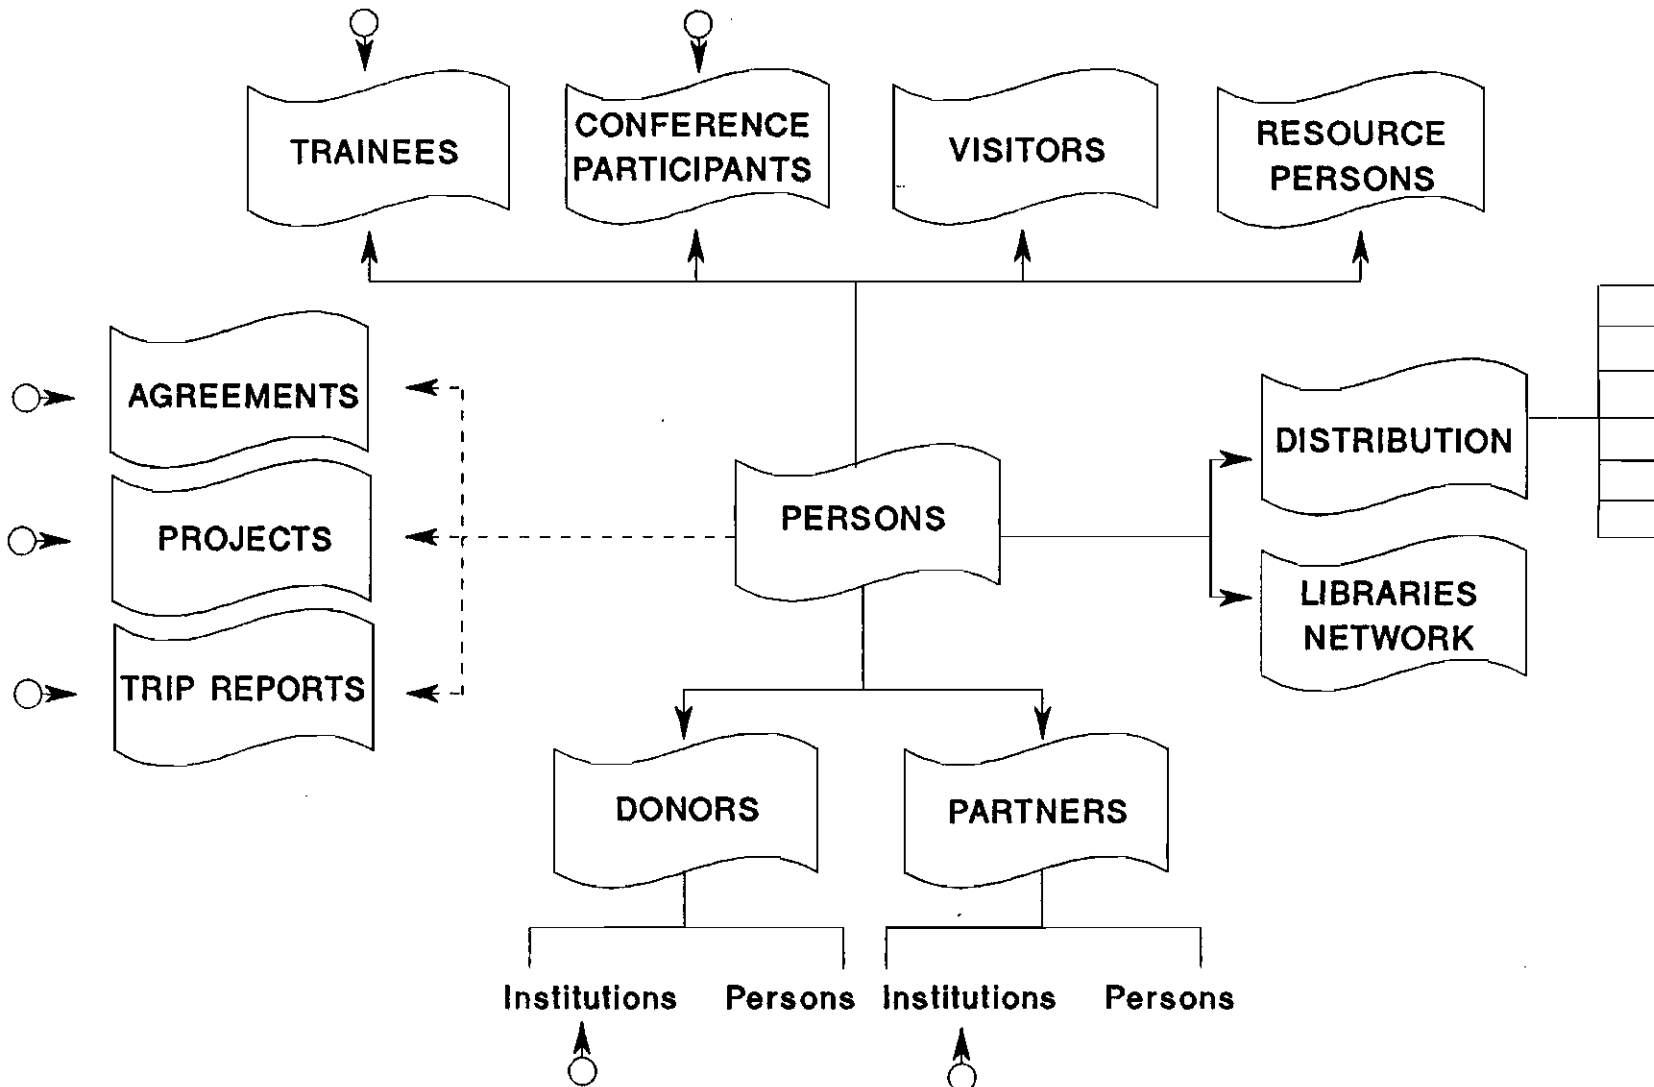 TRAINEES
CONFERENCE
PARTICIPANTS
VISITORS
RESOURCE
PERSONS
AGREEMENTS
DISTRIBUTION
PROJECTS
PERSONS
LIBRARIES
NETWORK
TRIP REPORTS
DONORS
PARTNERS
Institutions
Persons
Institutions
Persons